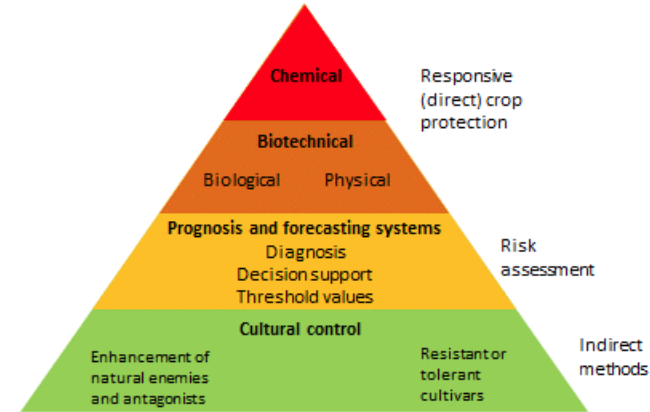 Chemical
Responsive
(direct) crop
protection
Biotechnical
Biological Physical
Prognosis and forecasting systems
Diagnosis
Decision support
Threshold values
Risk
assessment
Cultural control
Enhancement of
natural enemies
and antagonists
Resistant or
tolerant
cultivars
Indirect
methods